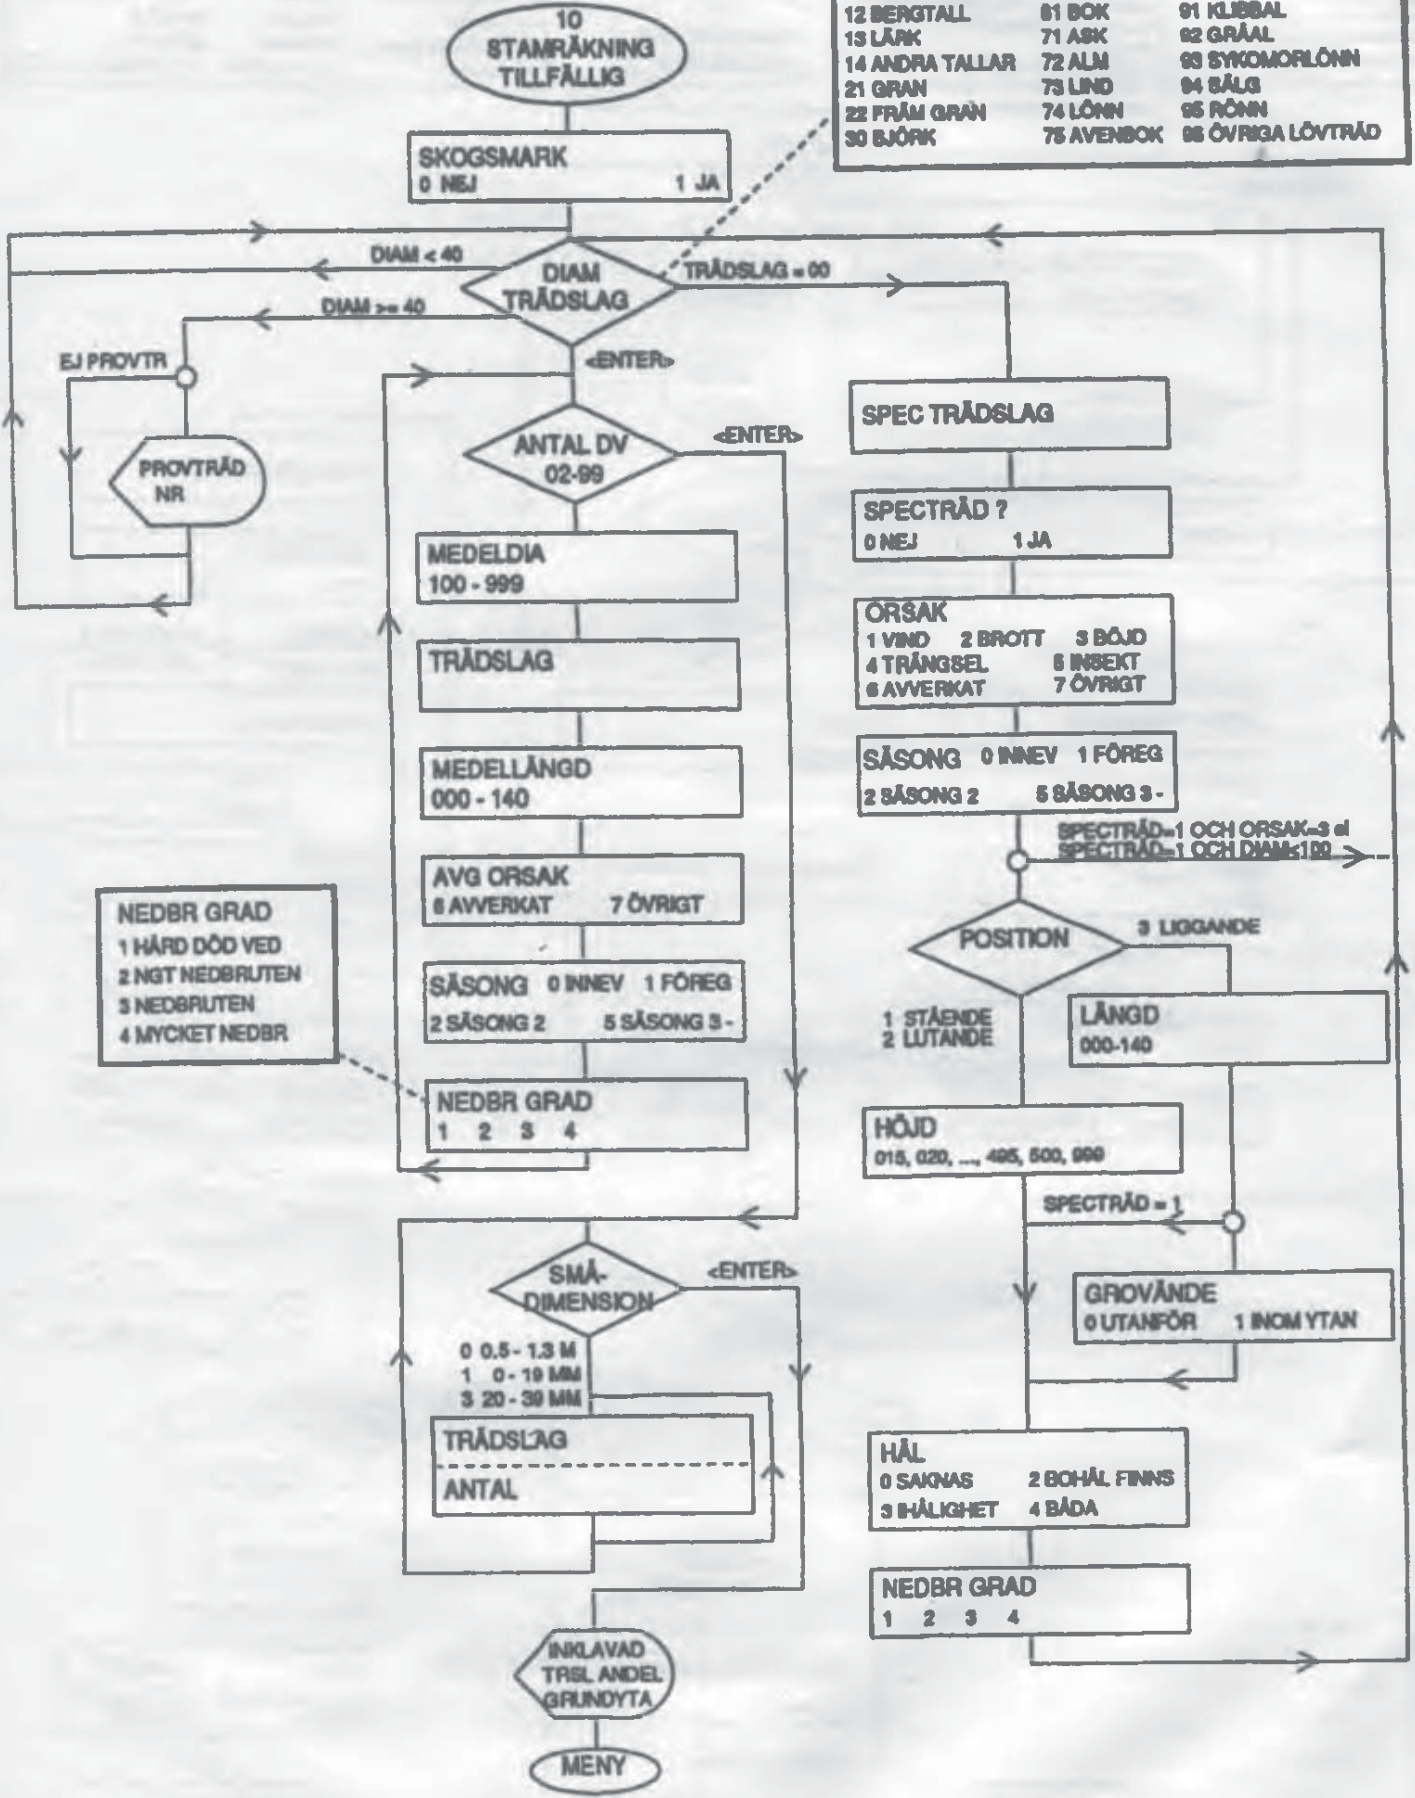 10
STAMRÄKNING
TILLFÄLLIG
12 BERGTALL 81 BOK 91 KLIBBAL
13 LÄRK 71 ASK 92 GRÅAL
14 ANDRA TALLAR 72 ALM 93 SYKOMORLÖNN
21 GRAN 73 LIND 94 SÄLG
22 FRÄM GRAN 74 LÖNN 95 RÖNN
30 BJÖRK 75 AVENBOK 96 ÖVRIGA LÖVTRÄD
SKOGSMARK
0 NEJ 1 JA
DIAM < 40
DIAM
TRÄDSLAG
TRÄDSLAG = 00
DIAM >= 40
EJ PROVTR
<ENTER>
PROVTRÄD
NR
ANTAL DV
02-99
<ENTER>
MEDELDIA
100 - 999
TRÄDSLAG
MEDELLÄNGD
000 - 140
AVG ORSAK
6 AVVERKAT 7 ÖVRIGT
SÄSONG 0 INNEV 1 FÖREG
2 SÄSONG 2 5 SÄSONG 3 -
NEDBR GRAD
1 2 3 4
NEDBR GRAD
1 HÅRD DÖD VED
2 NGT NEDBRUTEN
3 NEDBRUTEN
4 MYCKET NEDBR
SMÅ-
DIMENSION
<ENTER>
0 0.5 - 1.3 M
1 0 - 19 MM
3 20 - 39 MM
TRÄDSLAG
ANTAL
INKLAVAD
TRSL ANDEL
GRUNDYTA
MENY
SPEC TRÄDSLAG
SPECTRÄD ?
0 NEJ 1 JA
ORSAK
1 VIND 2 BROTT 3 BÖJD
4 TRÄNGSEL 5 INSEKT
6 AVVERKAT 7 ÖVRIGT
SÄSONG 0 INNEV 1 FÖREG
2 SÄSONG 2 5 SÄSONG 3 -
SPECTRÄD=1 OCH ORSAK=3 el
SPECTRÄD=1 OCH DIAM<100
POSITION
3 LIGGANDE
1 STÅENDE
2 LUTANDE
LÄNGD
000-140
HÖJD
015, 020, ..., 495, 500, 999
SPECTRÄD = 1
GROVÄNDE
0 UTANFÖR 1 INOM YTAN
HÅL
0 SAKNAS 2 BOHÅL FINNS
3 IHÅLIGHET 4 BÅDA
NEDBR GRAD
1 2 3 4